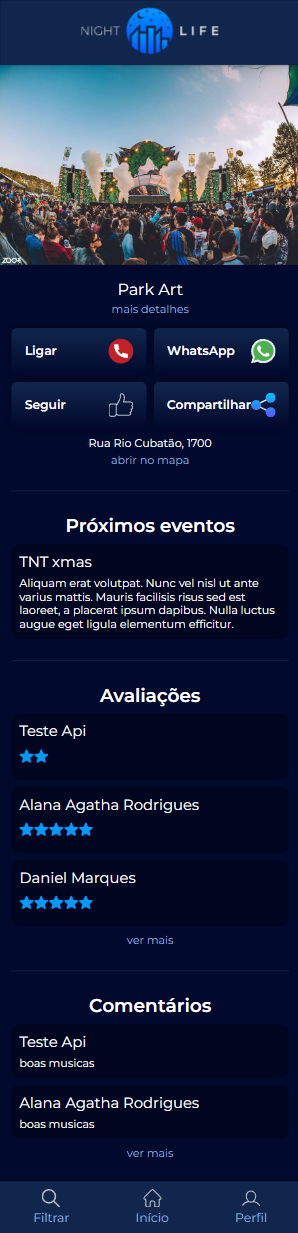 NIGHT LIFE
ZOOR
Park Art
mais detalhes
Ligar
WhatsApp
Seguir
Compartilhar
Rua Rio Cubatão, 1700
abrir no mapa
Próximos eventos
TNT xmas
Aliquam erat volutpat. Nunc vel nisl ut ante
varius mattis. Mauris facilisis risus sed est
laoreet, a placerat ipsum dapibus. Nulla luctus
augue eget ligula elementum efficitur.
Avaliações
Teste Api
Alana Agatha Rodrigues
Daniel Marques
ver mais
Comentários
Teste Api
boas musicas
Alana Agatha Rodrigues
boas musicas
ver mais
Filtrar
Início
Perfil